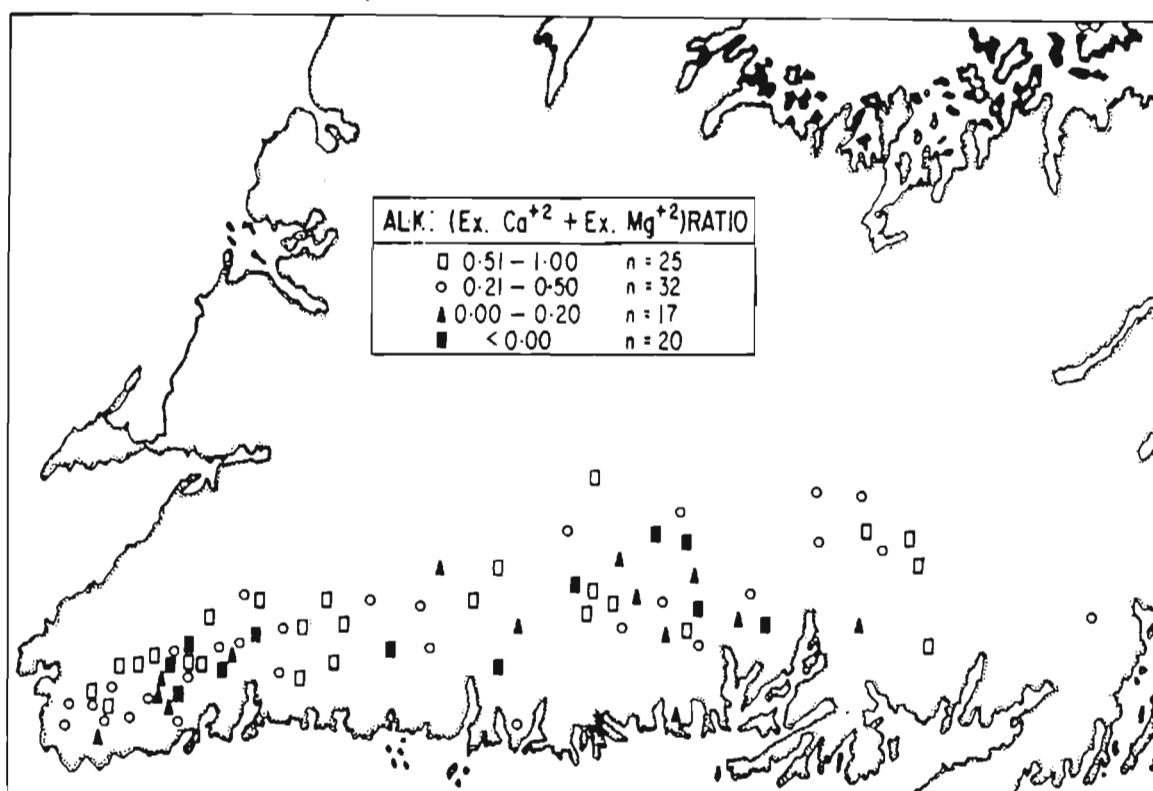 ALK: (Ex. Ca+2 + Ex. Mg+2) RATIO
0·51 – 1·00 n = 25
0·21 – 0·50 n = 32
0·00 – 0·20 n = 17
< 0·00 n = 20